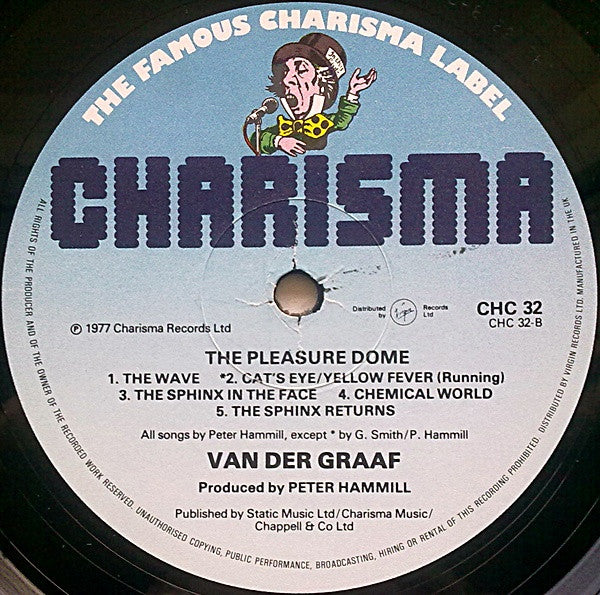 THE FAMOUS CHARISMA LABEL
CHARISMA
Distributed by Virgin Records Ltd
CHC 32
CHC 32-B
℗ 1977 Charisma Records Ltd
THE PLEASURE DOME
1. THE WAVE *2. CAT'S EYE/YELLOW FEVER (Running)
3. THE SPHINX IN THE FACE 4. CHEMICAL WORLD
5. THE SPHINX RETURNS
All songs by Peter Hammill, except * by G. Smith/P. Hammill
VAN DER GRAAF
Produced by PETER HAMMILL
Published by Static Music Ltd/Charisma Music/
Chappell & Co Ltd
ALL RIGHTS OF THE PRODUCER AND OF THE OWNER OF THE RECORDED WORK RESERVED. UNAUTHORISED COPYING, PUBLIC PERFORMANCE, BROADCASTING, HIRING OR RENTAL OF THIS RECORDING PROHIBITED. DISTRIBUTED BY VIRGIN RECORDS LTD. MANUFACTURED IN THE UK.